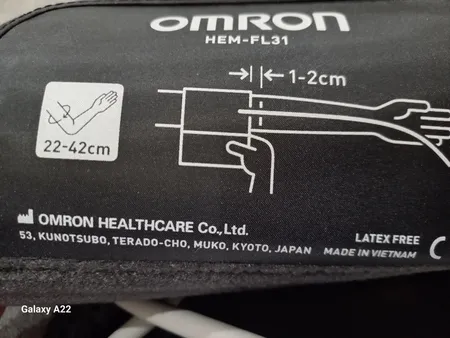 OMRON
HEM-FL31
1-2cm
22-42cm
OMRON HEALTHCARE Co., Ltd.
53, KUNOTSUBO, TERADO-CHO, MUKO, KYOTO, JAPAN
LATEX FREE
MADE IN VIETNAM
Galaxy A22